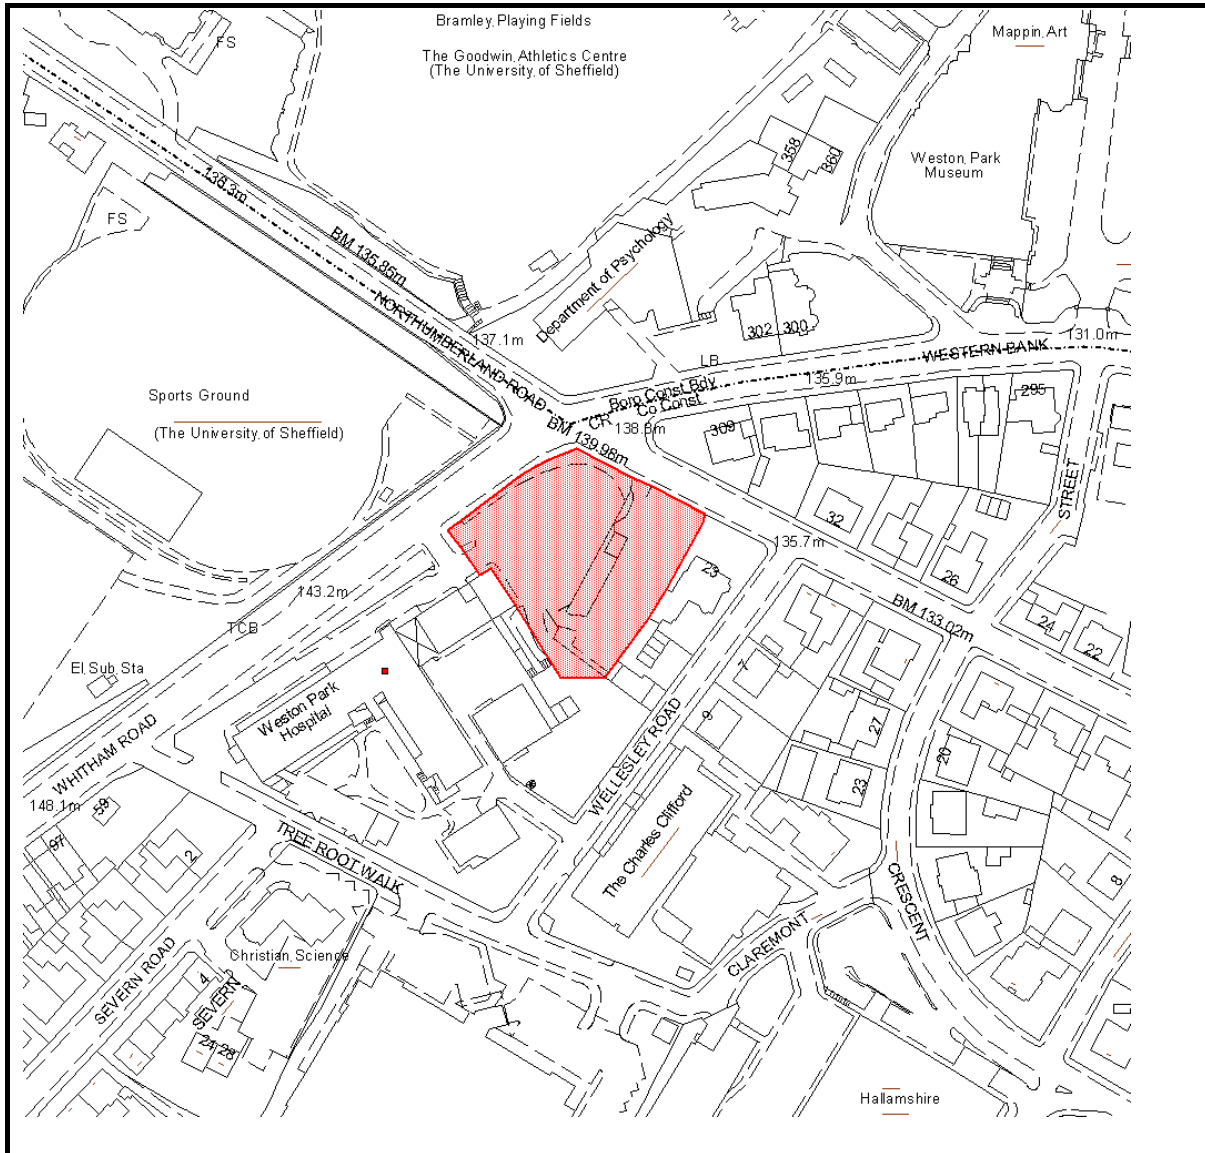 Bramley, Playing Fields
The Goodwin, Athletics Centre
(The University, of Sheffield)
Mappin, Art
FS
358
360
Weston, Park
Museum
136.3m
FS
BM 135.85m
Department of Psychology
NORTHUMBERLAND ROAD
137.1m
302
300
LB
WESTERN BANK
131.0m
Boro Const Bdy
Co Const
CR
135.9m
295
Sports Ground
(The University, of Sheffield)
138.8m
309
BM 139.98m
STREET
32
135.7m
26
23
143.2m
TCB
BM 133.02m
24
22
El, Sub, Sta
7
Weston Park
Hospital
WHITHAM ROAD
9
27
20
WELLESLEY ROAD
23
148.1m
59
97
2
TREE ROOT WALK
The Charles Clifford
CRESCENT
8
SEVERN ROAD
Christian, Science
CLAREMONT
4
SEVERN
24
28
Hallamshire